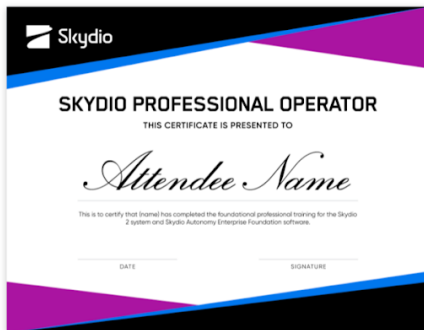 Skydio
SKYDIO PROFESSIONAL OPERATOR
THIS CERTIFICATE IS PRESENTED TO
Attendee Name
This is to certify that (name) has completed the foundational professional training for the Skydio
2 system and Skydio Autonomy Enterprise Foundation software.
DATE
SIGNATURE